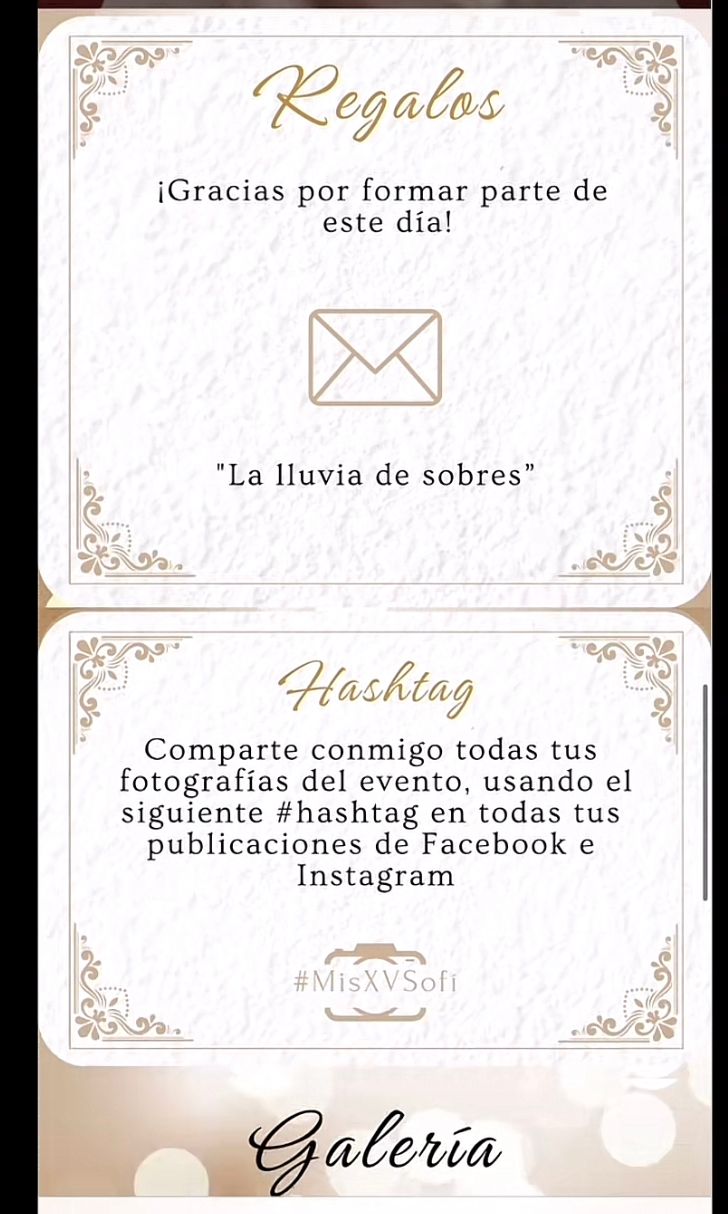 Regalos
¡Gracias por formar parte de
este día!
"La lluvia de sobres”
Hashtag
Comparte conmigo todas tus
fotografías del evento, usando el
siguiente #hashtag en todas tus
publicaciones de Facebook e
Instagram
#MisXVSofi
Galería